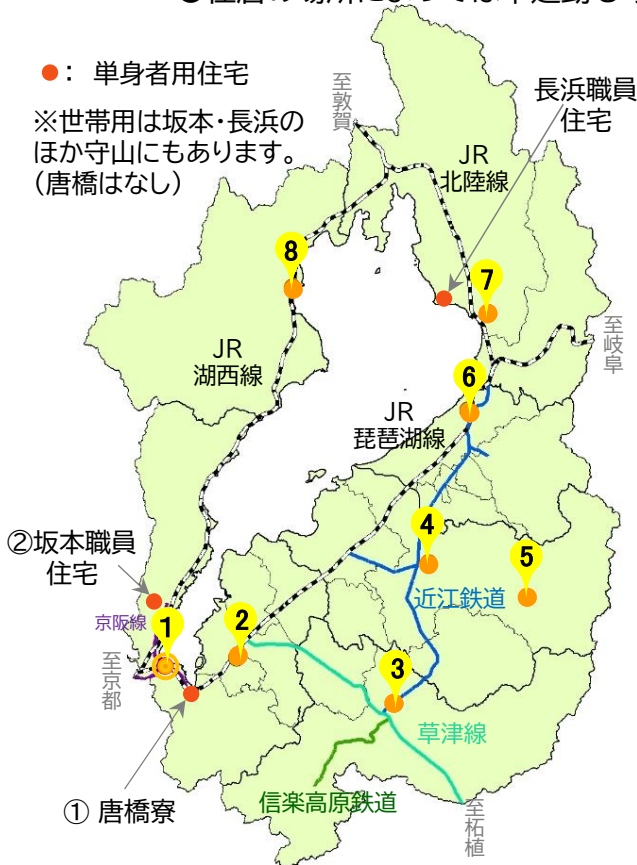 ●： 単身者用住宅
※世帯用は坂本・長浜の
ほか守山にもあります。
（唐橋はなし）
至敦賀
長浜職員
住宅
JR
北陸線
8
7
至岐阜
JR
湖西線
6
JR
琵琶湖線
4
5
②坂本職員
住宅
近江鉄道
京阪線
1
2
至京都
3
草津線
① 唐橋寮
信楽高原鉄道
至柘植